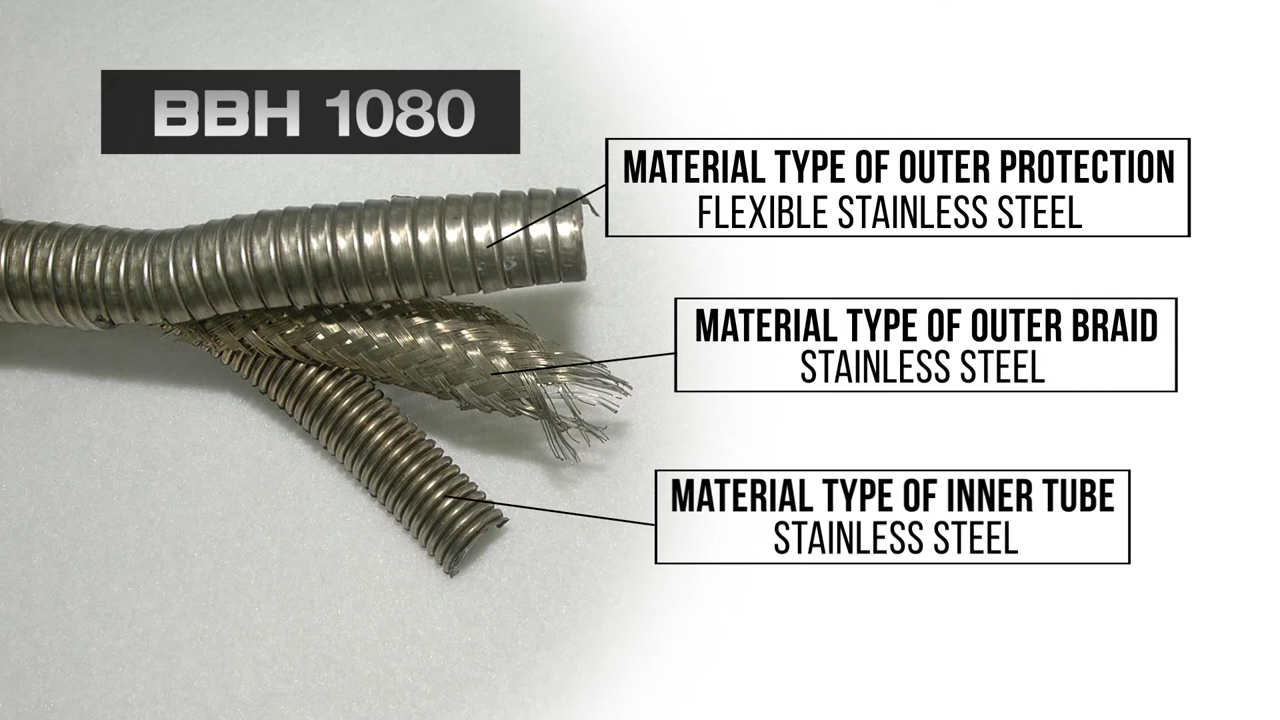 BBH 1080
MATERIAL TYPE OF OUTER PROTECTION
FLEXIBLE STAINLESS STEEL
MATERIAL TYPE OF OUTER BRAID
STAINLESS STEEL
MATERIAL TYPE OF INNER TUBE
STAINLESS STEEL